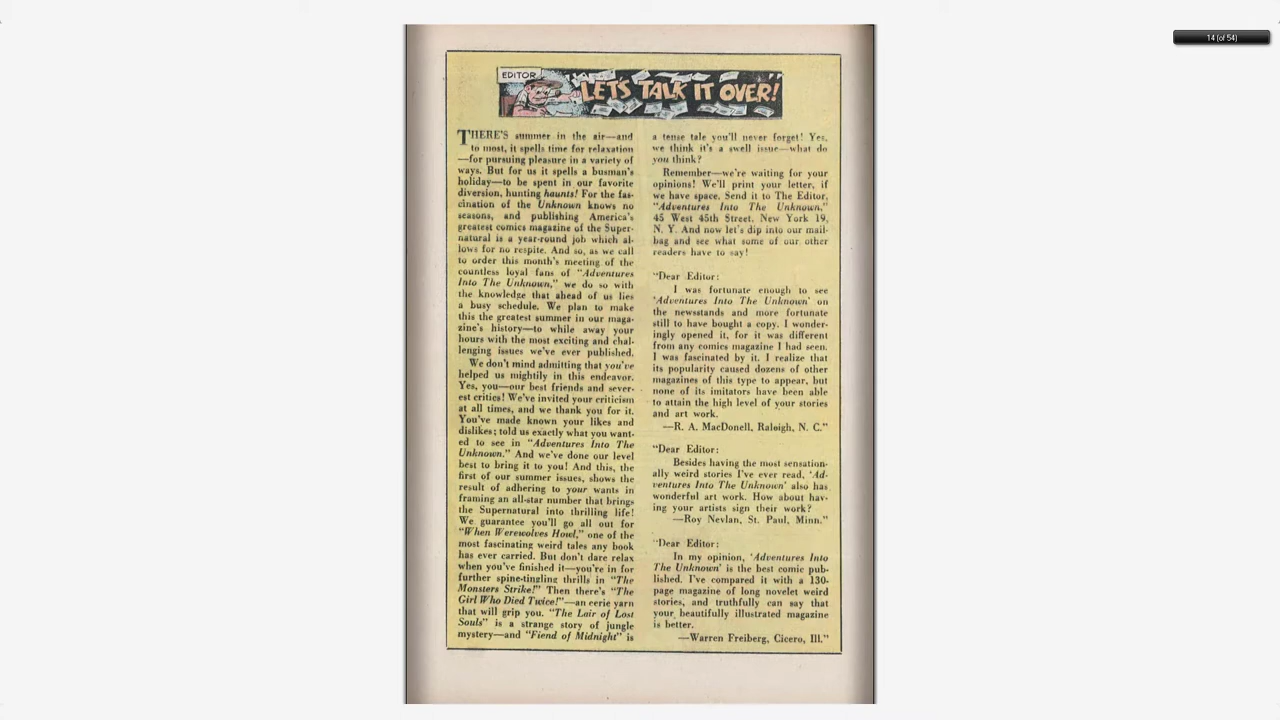 14 (of 54)
EDITOR
LET'S TALK IT OVER!
THERE'S summer in the air—and
to most, it spells time for relaxation
—for pursuing pleasure in a variety of
ways. But for us it spells a busman's
holiday—to be spent in our favorite
diversion, hunting haunts! For the fas-
cination of the Unknown knows no
seasons, and publishing America's
greatest comics magazine of the Super-
natural is a year-round job which al-
lows for no respite. And so, as we call
to order this month's meeting of the
countless loyal fans of "Adventures
Into The Unknown," we do so with
the knowledge that ahead of us lies
a busy schedule. We plan to make
this the greatest summer in our maga-
zine's history—to while away your
hours with the most exciting and chal-
lenging issues we've ever published.
We don't mind admitting that you've
helped us mightily in this endeavor.
Yes, you—our best friends and sever-
est critics! We've invited your criticism
at all times, and we thank you for it.
You've made known your likes and
dislikes; told us exactly what you want-
ed to see in "Adventures Into The
Unknown." And we've done our level
best to bring it to you! And this, the
first of our summer issues, shows the
result of adhering to your wants in
framing an all-star number that brings
the Supernatural into thrilling life!
We guarantee you'll go all out for
"When Werewolves Howl," one of the
most fascinating weird tales any book
has ever carried. But don't dare relax
when you've finished it—you're in for
further spine-tingling thrills in "The
Monsters Strike!" Then there's "The
Girl Who Died Twice!"—an eerie yarn
that will grip you. "The Lair of Lost
Souls" is a strange story of jungle
mystery—and "Fiend of Midnight" is
a tense tale you'll never forget! Yes,
we think it's a swell issue—what do
you think?
Remember—we're waiting for your
opinions! We'll print your letter, if
we have space. Send it to The Editor,
"Adventures Into The Unknown,"
45 West 45th Street, New York 19,
N. Y. And now let's dip into our mail-
bag and see what some of our other
readers have to say!
"Dear Editor:
I was fortunate enough to see
'Adventures Into The Unknown' on
the newsstands and more fortunate
still to have bought a copy. I wonder-
ingly opened it, for it was different
from any comics magazine I had seen.
I was fascinated by it. I realize that
its popularity caused dozens of other
magazines of this type to appear, but
none of its imitators have been able
to attain the high level of your stories
and art work.
—R. A. MacDonell, Raleigh, N. C."
"Dear Editor:
Besides having the most sensation-
ally weird stories I've ever read, 'Ad-
ventures Into The Unknown' also has
wonderful art work. How about hav-
ing your artists sign their work?
—Roy Nevlan, St. Paul, Minn."
"Dear Editor:
In my opinion, 'Adventures Into
The Unknown' is the best comic pub-
lished. I've compared it with a 130-
page magazine of long novelet weird
stories, and truthfully can say that
your beautifully illustrated magazine
is better.
—Warren Freiberg, Cicero, Ill."